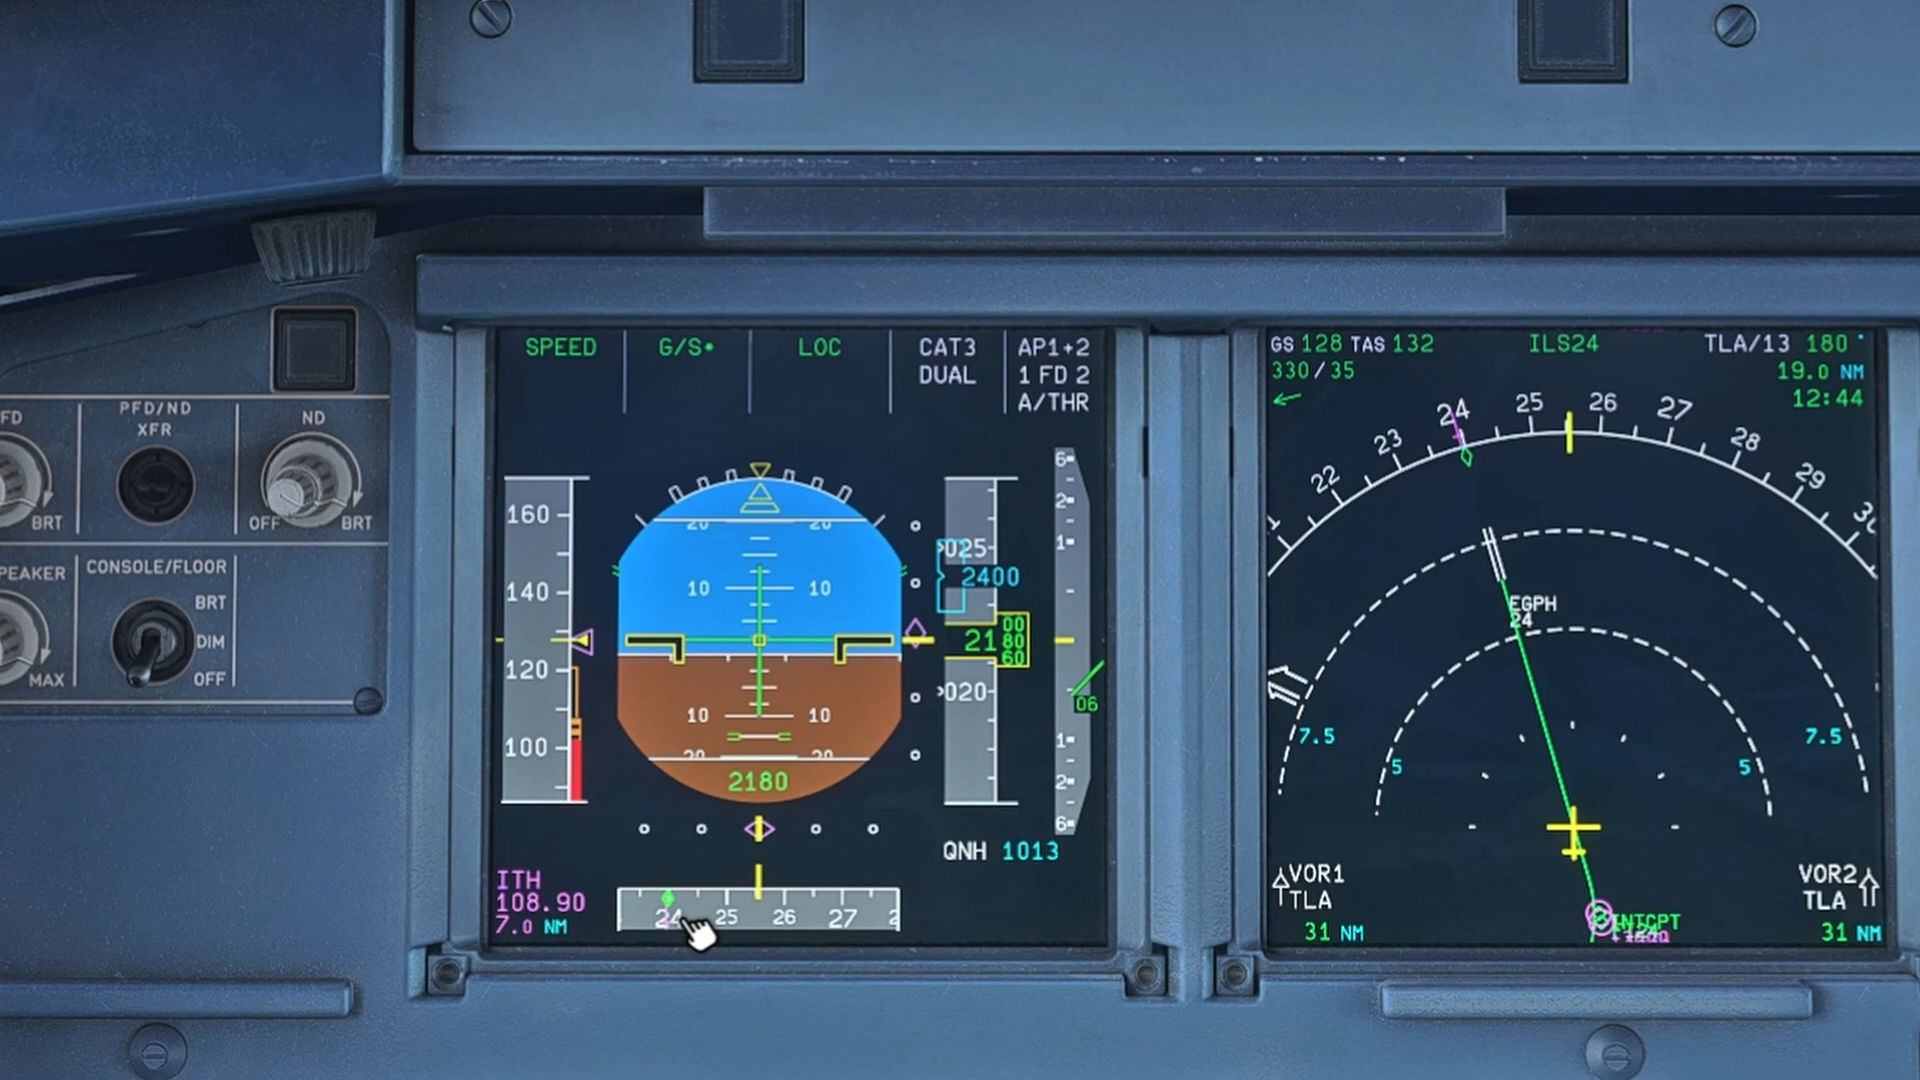 FD
PFD/ND
XFR
ND
BRT
OFF
BRT
PEAKER
CONSOLE/FLOOR
BRT
DIM
OFF
MAX
SPEED
G/S*
LOC
CAT3
DUAL
AP1+2
1 FD 2
A/THR
160
140
120
100
20 20
10 10
10 10
20 20
2180
025
2400
21
00
80
60
020
6
2
1
06
1
2
6
QNH 1013
ITH
108.90
7.0 NM
24 25 26 27 2
GS 128 TAS 132
330/35
ILS24
TLA/13 180°
19.0 NM
12:44
22 23 24 25 26 27 28 29
EGPH
24
7.5 7.5
5 5
VOR1
TLA
31 NM
VOR2
TLA
31 NM
INTCPT